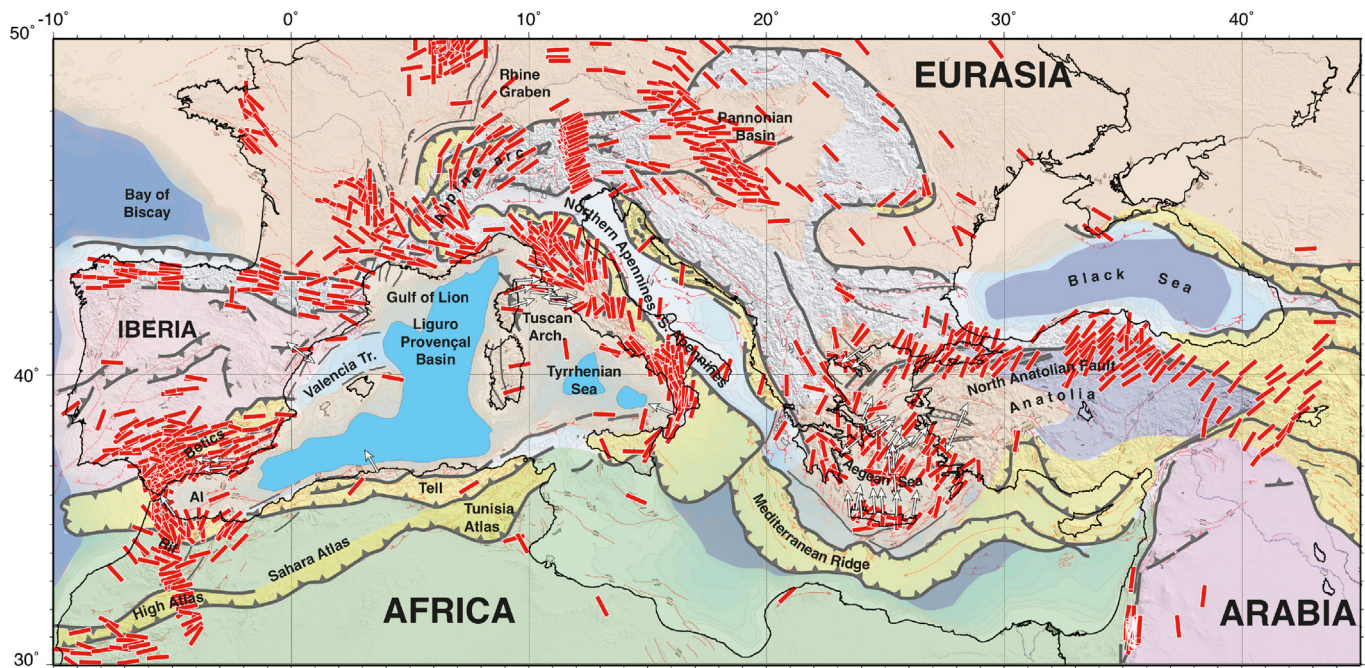 -10˚ 0˚ 10˚ 20˚ 30˚ 40˚
50˚
EURASIA
Rhine
Graben
Pannonian
Basin
Alpine arc
Bay of
Biscay
Northern Apennines
Black Sea
Gulf of Lion
IBERIA
Tuscan
Arch.
Liguro
Provençal
Basin
S. Apennines
Valencia Tr.
40˚
Tyrrhenian
Sea
North Anatolian Fault
Anatolia
Betics
Aegean Sea
Al
Tell
Tunisia
Atlas
Rif
Mediterranean Ridge
Sahara Atlas
High Atlas
AFRICA
ARABIA
30˚